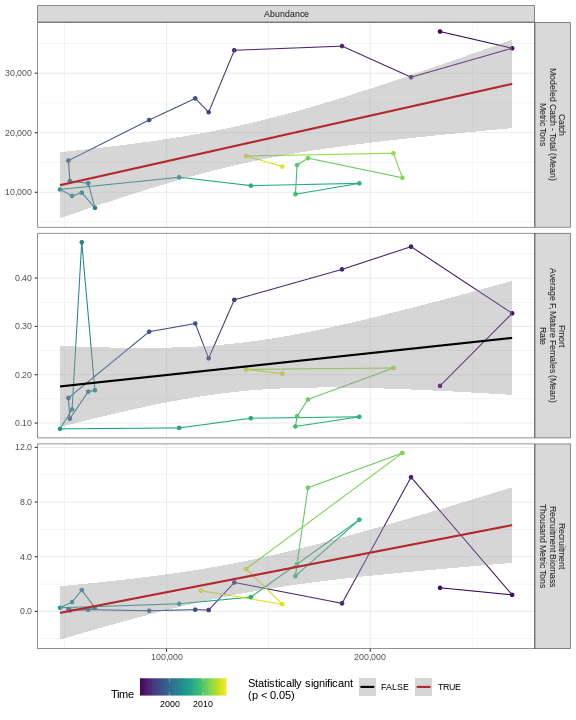 Abundance
30,000
20,000
10,000
Catch
Modeled Catch - Total (Mean)
Metric Tons
0.40
0.30
0.20
0.10
Fmort
Average F, Mature Females (Mean)
Rate
12.0
8.0
4.0
0.0
Recruitment
Recruitment Biomass
Thousand Metric Tons
100,000
200,000
Time
2000
2010
Statistically significant
(p < 0.05)
FALSE
TRUE